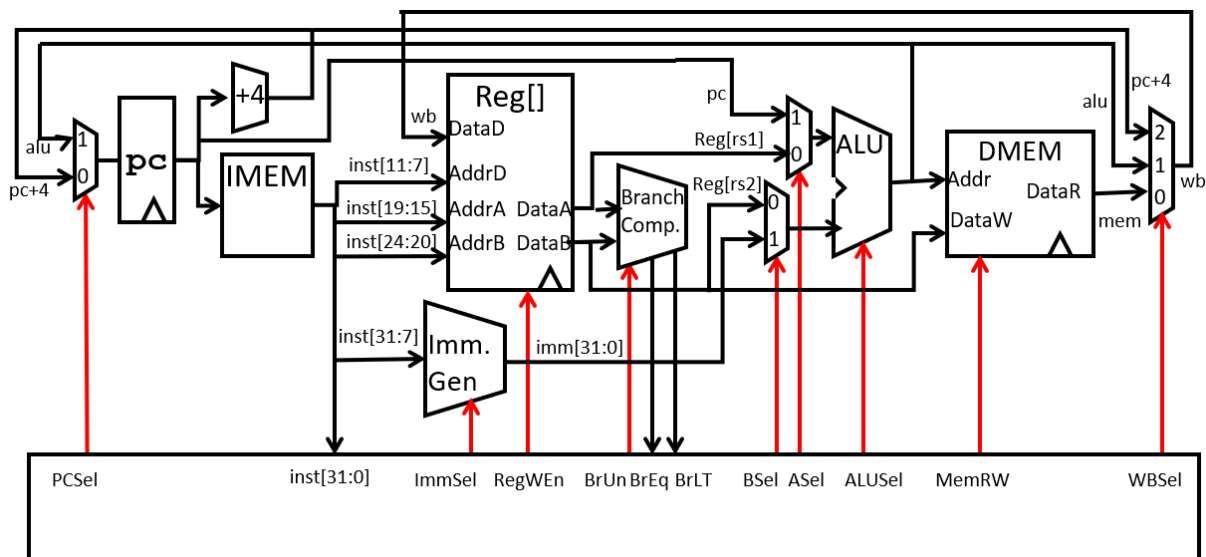 pc+4
+4
Reg[]
pc
alu
wb
DataD
1
ALU
DMEM
2
alu
1
pc
IMEM
inst[11:7]
AddrD
Reg[rs1]
0
Addr
1
0
inst[19:15]
AddrA
DataA
Branch
Reg[rs2]
0
DataR
0
wb
pc+4
inst[24:20]
AddrB
DataB
Comp.
1
DataW
mem
inst[31:7]
Imm.
Gen
imm[31:0]
PCSel
inst[31:0]
ImmSel
RegWEn
BrUn
BrEq
BrLT
BSel
ASel
ALUSel
MemRW
WBSel